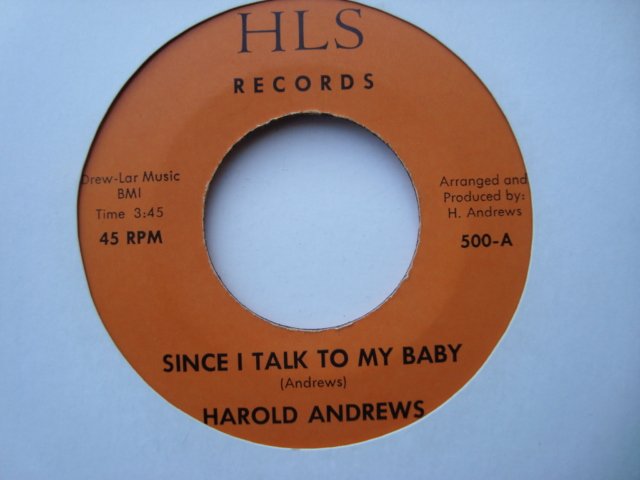 HLS
RECORDS
Drew-Lar Music
BMI
Time 3:45
45 RPM
Arranged and
Produced by:
H. Andrews
500-A
SINCE I TALK TO MY BABY
(Andrews)
HAROLD ANDREWS